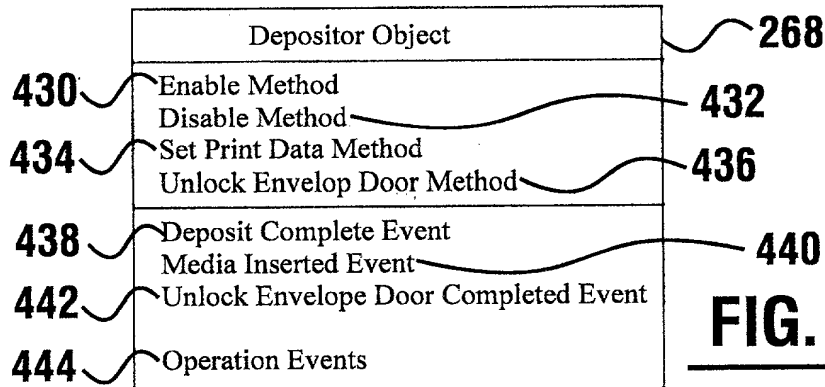 Depositor Object 268
430 Enable Method
Disable Method 432
434 Set Print Data Method
Unlock Envelop Door Method 436
438 Deposit Complete Event
Media Inserted Event 440
442 Unlock Envelope Door Completed Event
FIG.
444 Operation Events